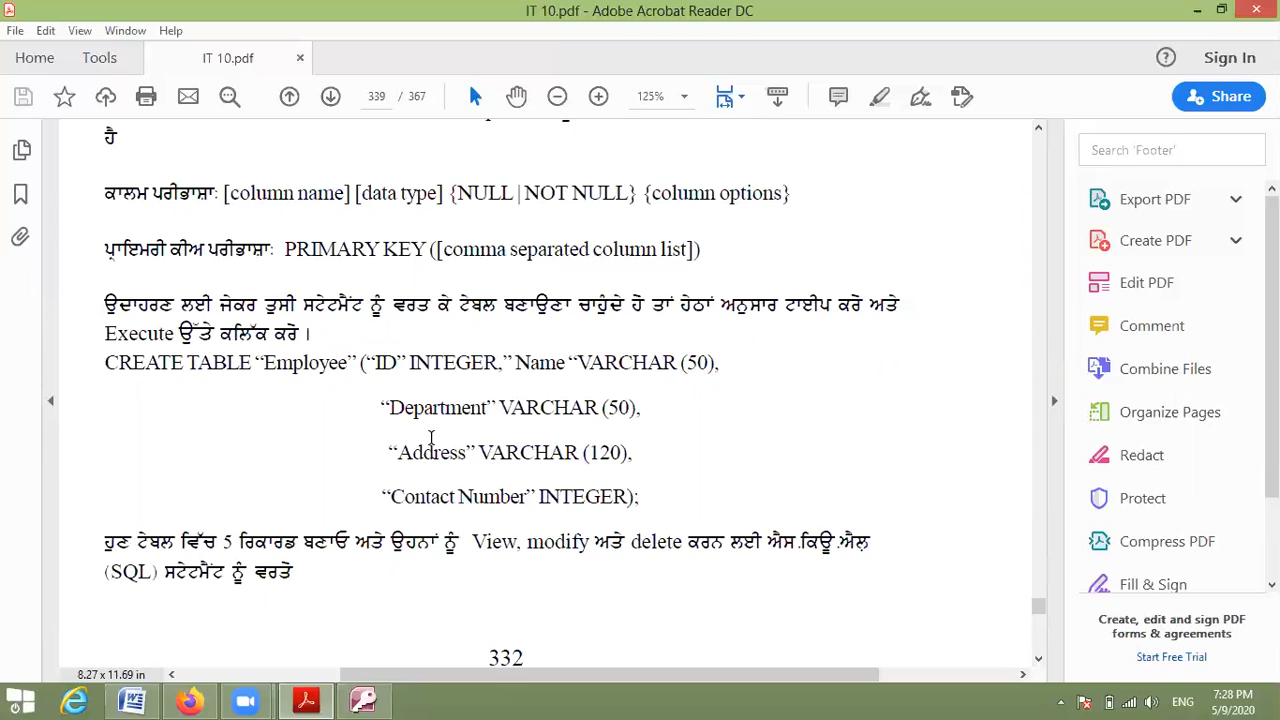 IT 10.pdf - Adobe Acrobat Reader DC
File Edit View Window Help
Home Tools IT 10.pdf × Sign In
339 / 367 125% Share
ਹੈ
ਕਾਲਮ ਪਰੀਭਾਸ਼ਾ: [column name] [data type] {NULL | NOT NULL} {column options}
ਪ੍ਰਾਇਮਰੀ ਕੀਅ ਪਰੀਭਾਸ਼ਾ: PRIMARY KEY ([comma separated column list])
ਉਦਾਹਰਣ ਲਈ ਜੇਕਰ ਤੁਸੀ ਸਟੇਟਮੈਂਟ ਨੂੰ ਵਰਤ ਕੇ ਟੇਬਲ ਬਣਾਉਣਾ ਚਾਹੁੰਦੇ ਹੋ ਤਾਂ ਹੇਠਾਂ ਅਨੁਸਾਰ ਟਾਈਪ ਕਰੋ ਅਤੇ
Execute ਉੱਤੇ ਕਲਿੱਕ ਕਰੋ ।
CREATE TABLE “Employee” (“ID” INTEGER,” Name “VARCHAR (50),
“Department” VARCHAR (50),
“Address” VARCHAR (120),
“Contact Number” INTEGER);
ਹੁਣ ਟੇਬਲ ਵਿੱਚ 5 ਰਿਕਾਰਡ ਬਣਾਓ ਅਤੇ ਉਹਨਾਂ ਨੂੰ View, modify ਅਤੇ delete ਕਰਨ ਲਈ ਐਸ.ਕਿਊ.ਐਲ
(SQL) ਸਟੇਟਮੈਂਟ ਨੂੰ ਵਰਤੋ
332
8.27 x 11.69 in
Search 'Footer'
Export PDF
Create PDF
Edit PDF
Comment
Combine Files
Organize Pages
Redact
Protect
Compress PDF
Fill & Sign
Create, edit and sign PDF
forms & agreements
Start Free Trial
ENG
7:28 PM
5/9/2020